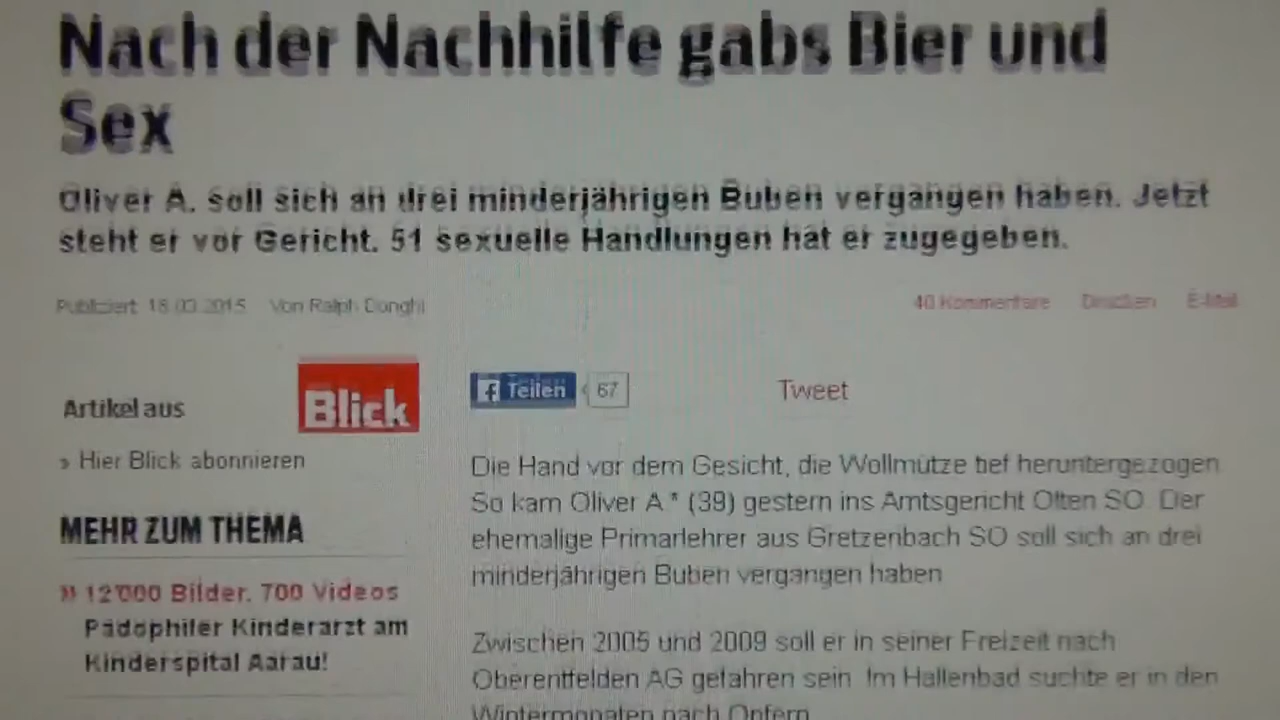 Nach der Nachhilfe gabs Bier und
Sex
Oliver A. soll sich an drei minderjährigen Buben vergangen haben. Jetzt
steht er vor Gericht. 51 sexuelle Handlungen hat er zugegeben.
Publiziert: 18.03.2015 Von Ralph Donghi
40 Kommentare Drucken E-Mail
Artikel aus Blick
» Hier Blick abonnieren
MEHR ZUM THEMA
» 12'000 Bilder, 700 Videos
Pädophiler Kinderarzt am
Kinderspital Aarau!
Teilen 67 Tweet
Die Hand vor dem Gesicht, die Wollmütze tief heruntergezogen
So kam Oliver A.* (39) gestern ins Amtsgericht Olten SO. Der
ehemalige Primarlehrer aus Gretzenbach SO soll sich an drei
minderjährigen Buben vergangen haben
Zwischen 2005 und 2009 soll er in seiner Freizeit nach
Oberentfelden AG gefahren sein. Im Hallenbad suchte er in den
Wintermonaten nach Opfern